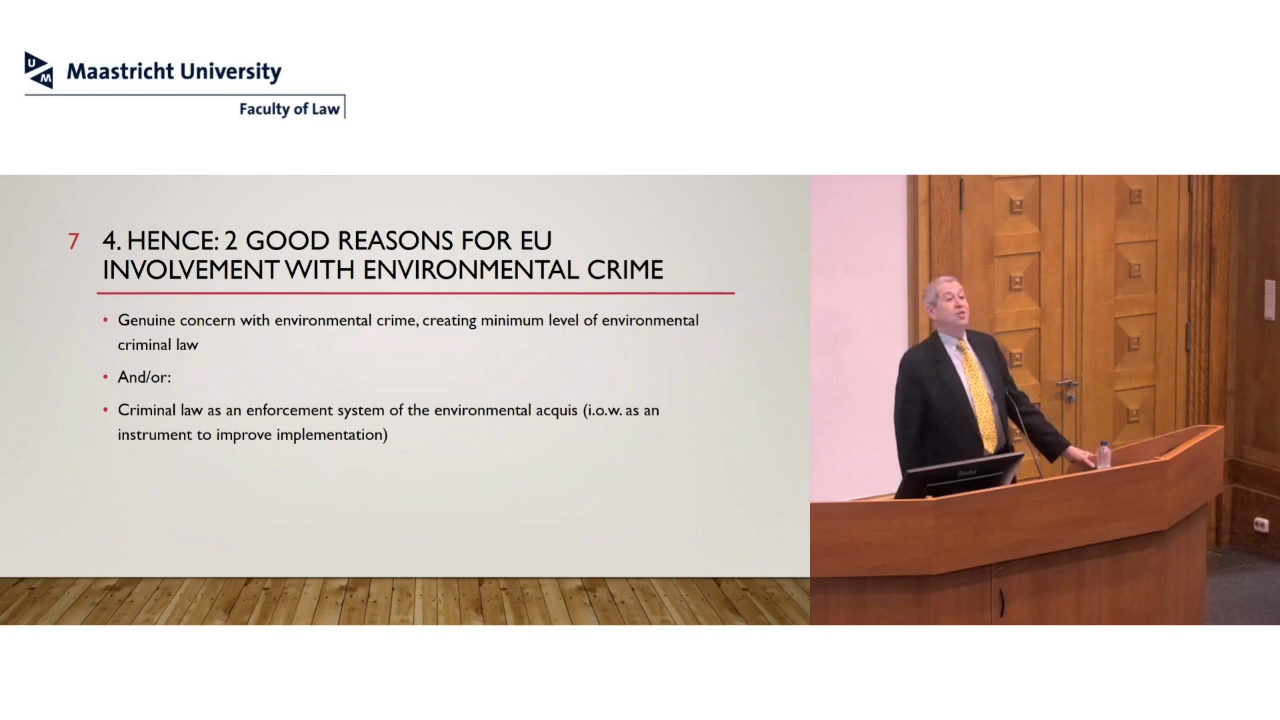 U
M
Maastricht University
Faculty of Law
7
4. HENCE: 2 GOOD REASONS FOR EU
INVOLVEMENT WITH ENVIRONMENTAL CRIME
• Genuine concern with environmental crime, creating minimum level of environmental
criminal law
• And/or:
• Criminal law as an enforcement system of the environmental acquis (i.o.w. as an
instrument to improve implementation)